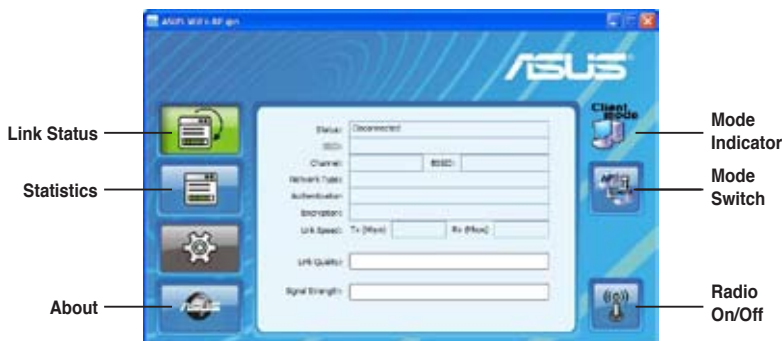 ASUS WiFi-AP
ASUS
Link Status
Statistics
About
Status: Disconnected
SSID:
Channel: BSSID:
Network Type:
Authentication:
Encryption:
Link Speed: Tx (Mbps) Rx (Mbps)
Link Quality:
Signal Strength:
Client
mode
Mode
Indicator
Mode
Switch
Radio
On/Off